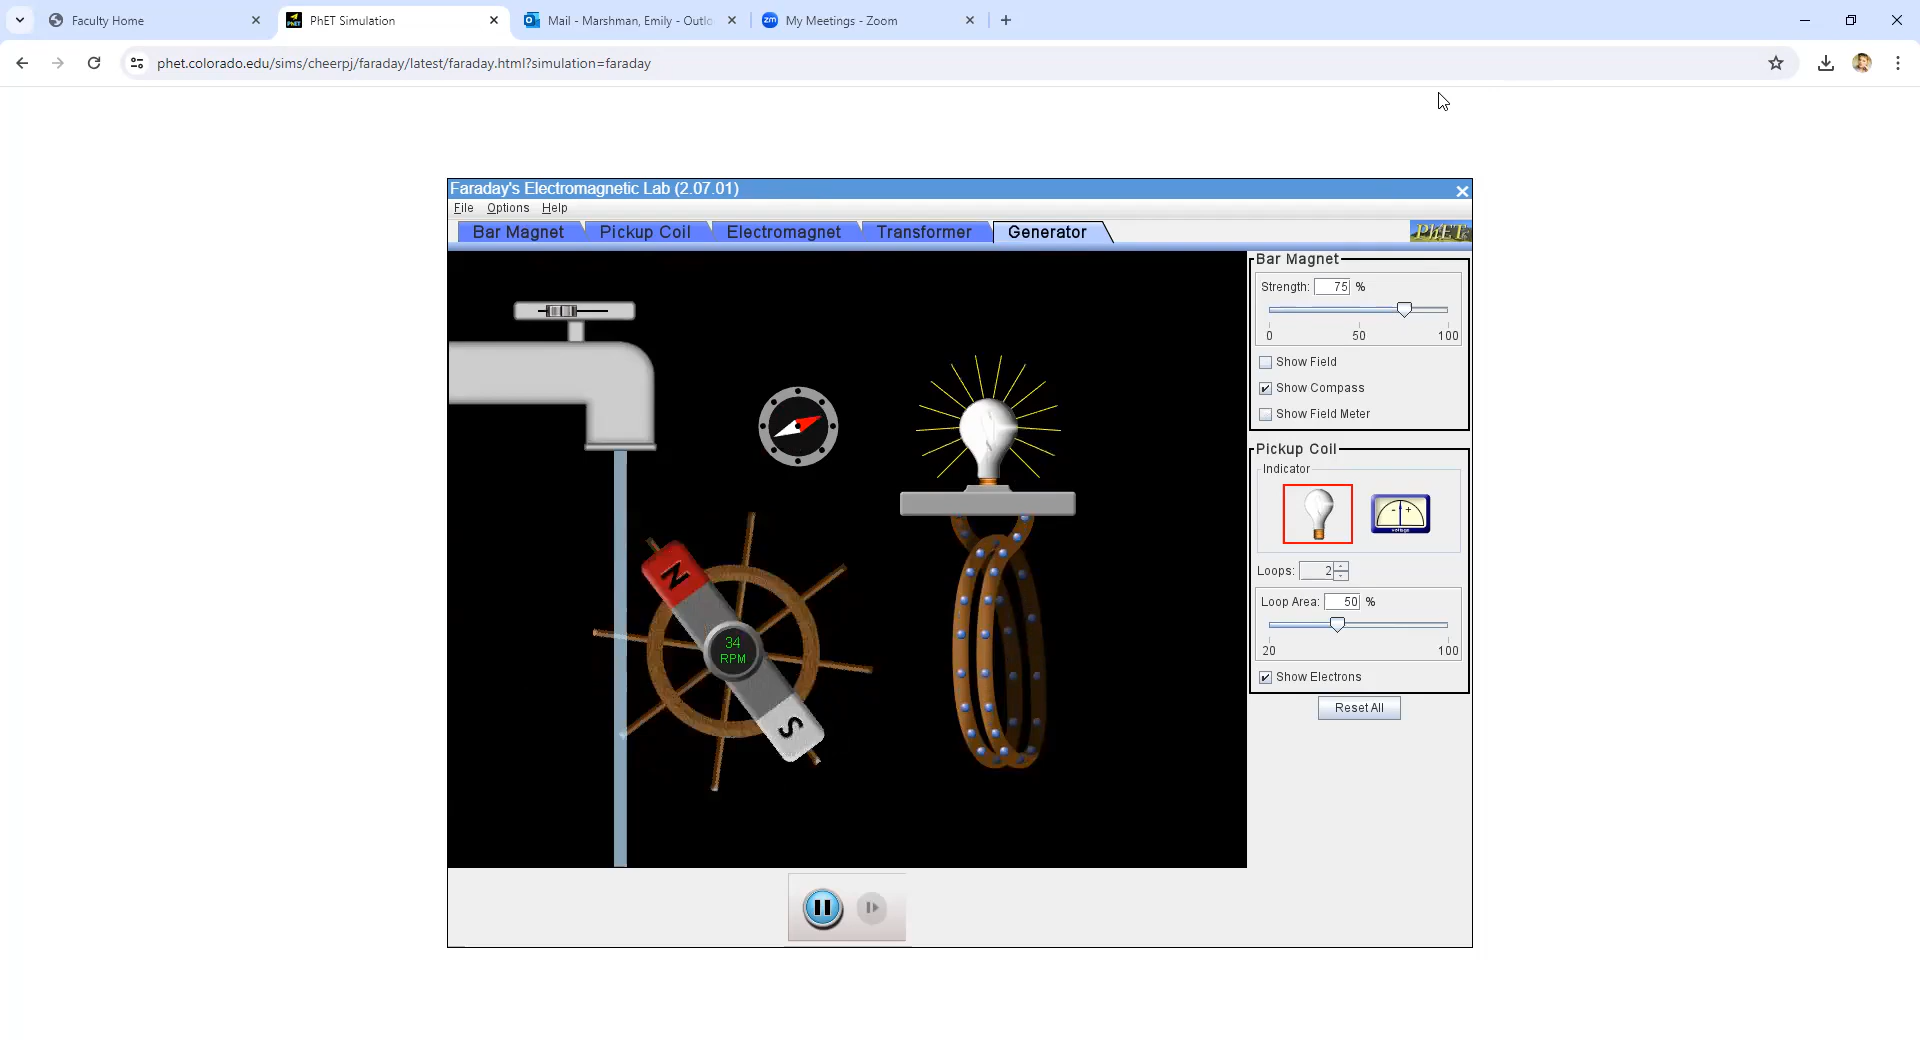 Faculty Home
PhET Simulation
Mail - Marshman, Emily - Outlo
zm My Meetings - Zoom
phet.colorado.edu/sims/cheerpj/faraday/latest/faraday.html?simulation=faraday
Faraday's Electromagnetic Lab (2.07.01)
File Options Help
Bar Magnet Pickup Coil Electromagnet Transformer Generator
PhET
Bar Magnet
Strength: 75 %
0 50 100
Show Field
Show Compass
Show Field Meter
Pickup Coil
Indicator
- +
voltage
Loops: 2
Loop Area: 50 %
20 100
Show Electrons
Reset All
N
34
RPM
S